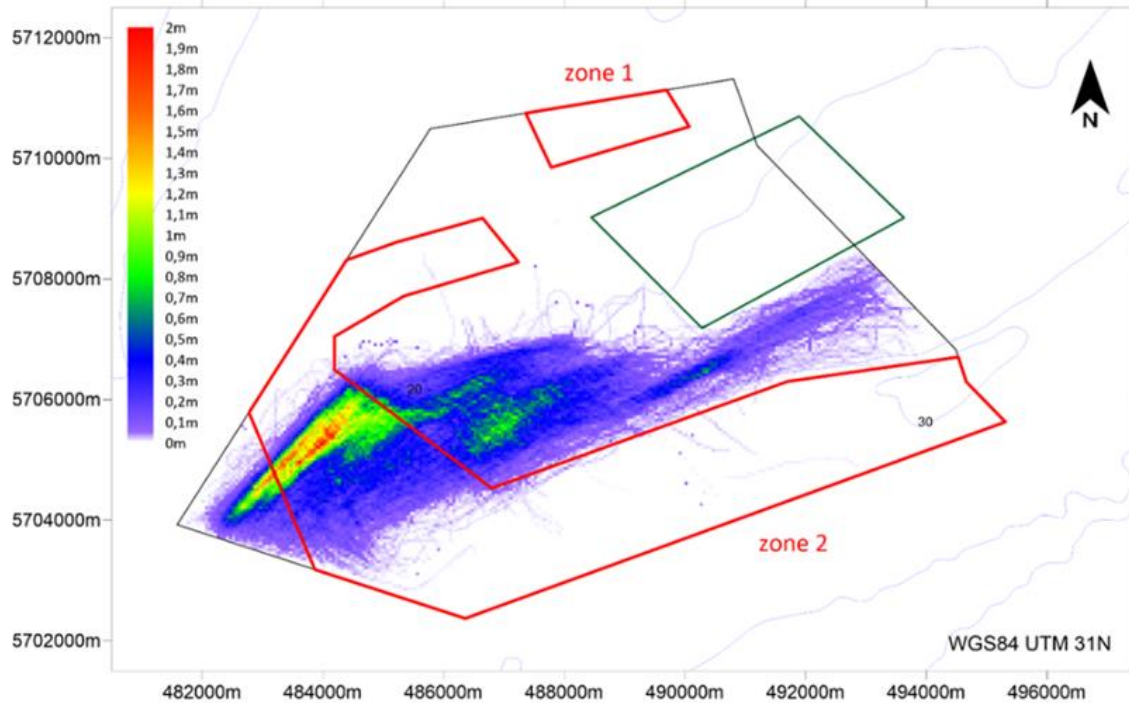 5712000m
5710000m
5708000m
5706000m
5704000m
5702000m
2m
1,9m
1,8m
1,7m
1,6m
1,5m
1,4m
1,3m
1,2m
1,1m
1m
0,9m
0,8m
0,7m
0,6m
0,5m
0,4m
0,3m
0,2m
0,1m
0m
zone 1
N
20
30
zone 2
WGS84 UTM 31N
482000m 484000m 486000m 488000m 490000m 492000m 494000m 496000m